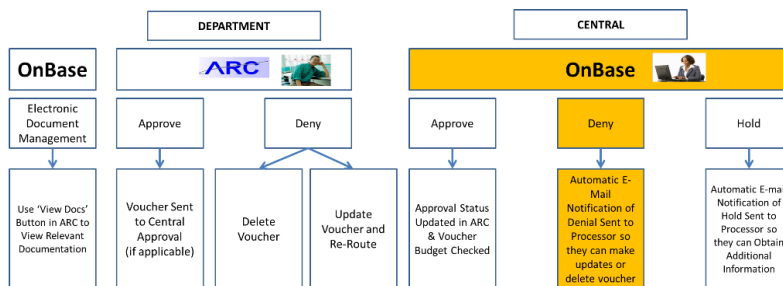 DEPARTMENT
CENTRAL
OnBase
ARC
OnBase
Electronic
Document
Management
Approve
Deny
Approve
Deny
Hold
Use ‘View Docs’
Button in ARC to
View Relevant
Documentation
Voucher Sent
to Central
Approval
(if applicable)
Delete
Voucher
Update
Voucher and
Re-Route
Approval Status
Updated in ARC
& Voucher
Budget Checked
Automatic E-
Mail
Notification of
Denial Sent to
Processor so
they can make
updates or
delete voucher
Automatic E-mail
Notification of
Hold Sent to
Processor so
they can Obtain
Additional
Information